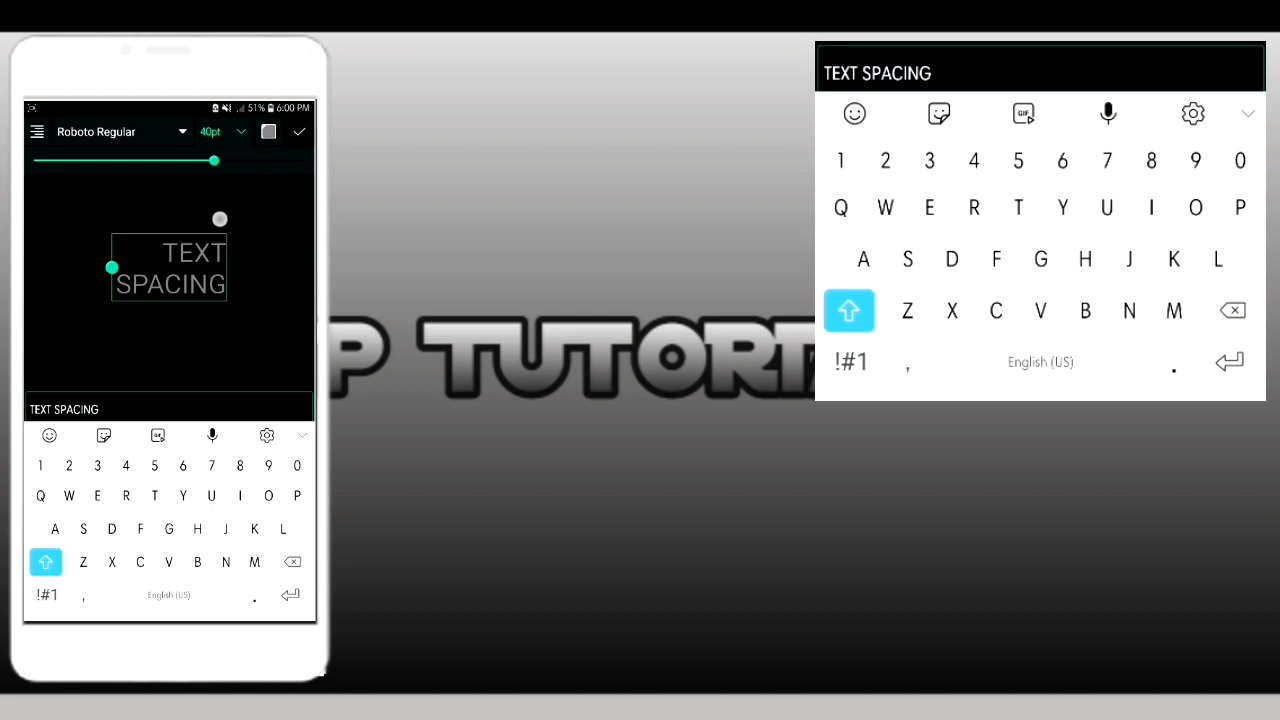 51% 6:00 PM
Roboto Regular 40pt
TEXT
SPACING
TEXT SPACING
GIF
1 2 3 4 5 6 7 8 9 0
Q W E R T Y U I O P
A S D F G H J K L
Z X C V B N M
!#1 , English (US) .
P TUTORI
TEXT SPACING
GIF
1 2 3 4 5 6 7 8 9 0
Q W E R T Y U I O P
A S D F G H J K L
Z X C V B N M
!#1 , English (US) .